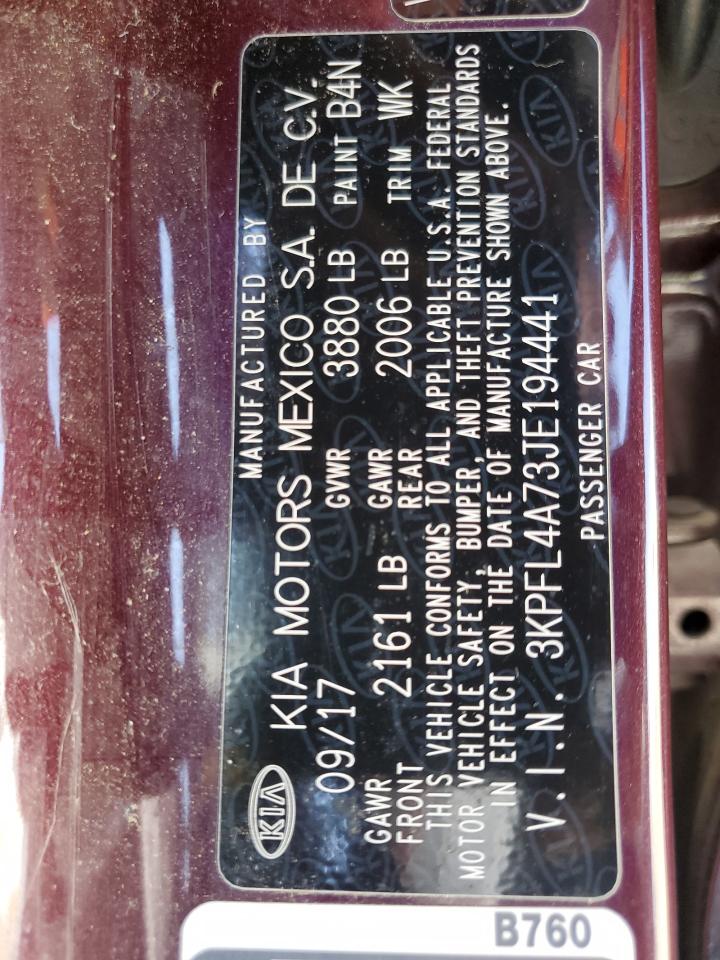 MANUFACTURED BY
KIA KIA MOTORS MEXICO S.A. DE C.V.
09/17 GVWR 3880 LB PAINT B4N
GAWR FRONT 2161 LB GAWR REAR 2006 LB TRIM WK
THIS VEHICLE CONFORMS TO ALL APPLICABLE U.S.A. FEDERAL
MOTOR VEHICLE SAFETY, BUMPER, AND THEFT PREVENTION STANDARDS
IN EFFECT ON THE DATE OF MANUFACTURE SHOWN ABOVE.
V.I.N. 3KPFL4A73JE194441
PASSENGER CAR
B760